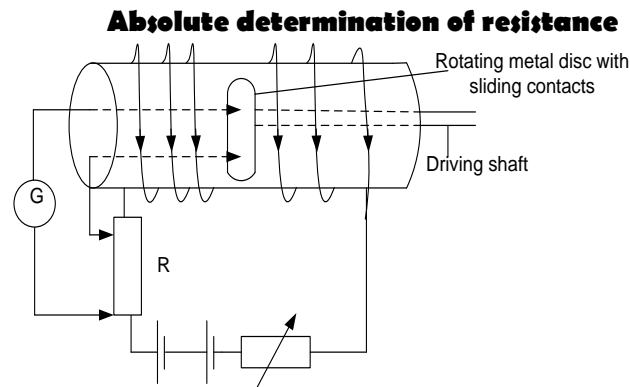 Absolute determination of resistance
Rotating metal disc with
sliding contacts
Driving shaft
G
R